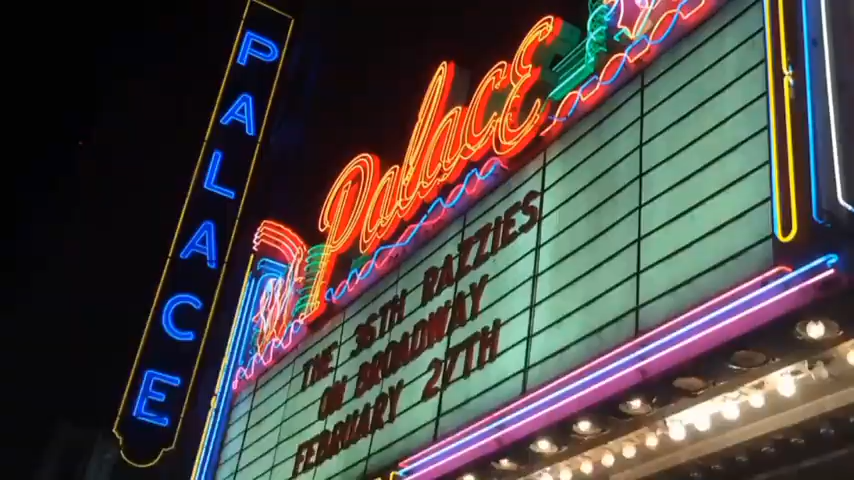 PALACE
Palace
THE 36TH RAZZIES
ON BROADWAY
FEBRUARY 27TH